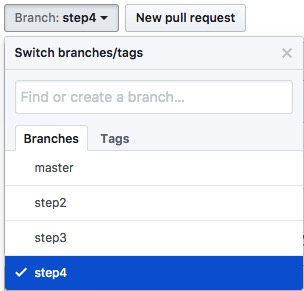 Branch: step4 New pull request
Switch branches/tags
Find or create a branch...
Branches Tags
master
step2
step3
step4